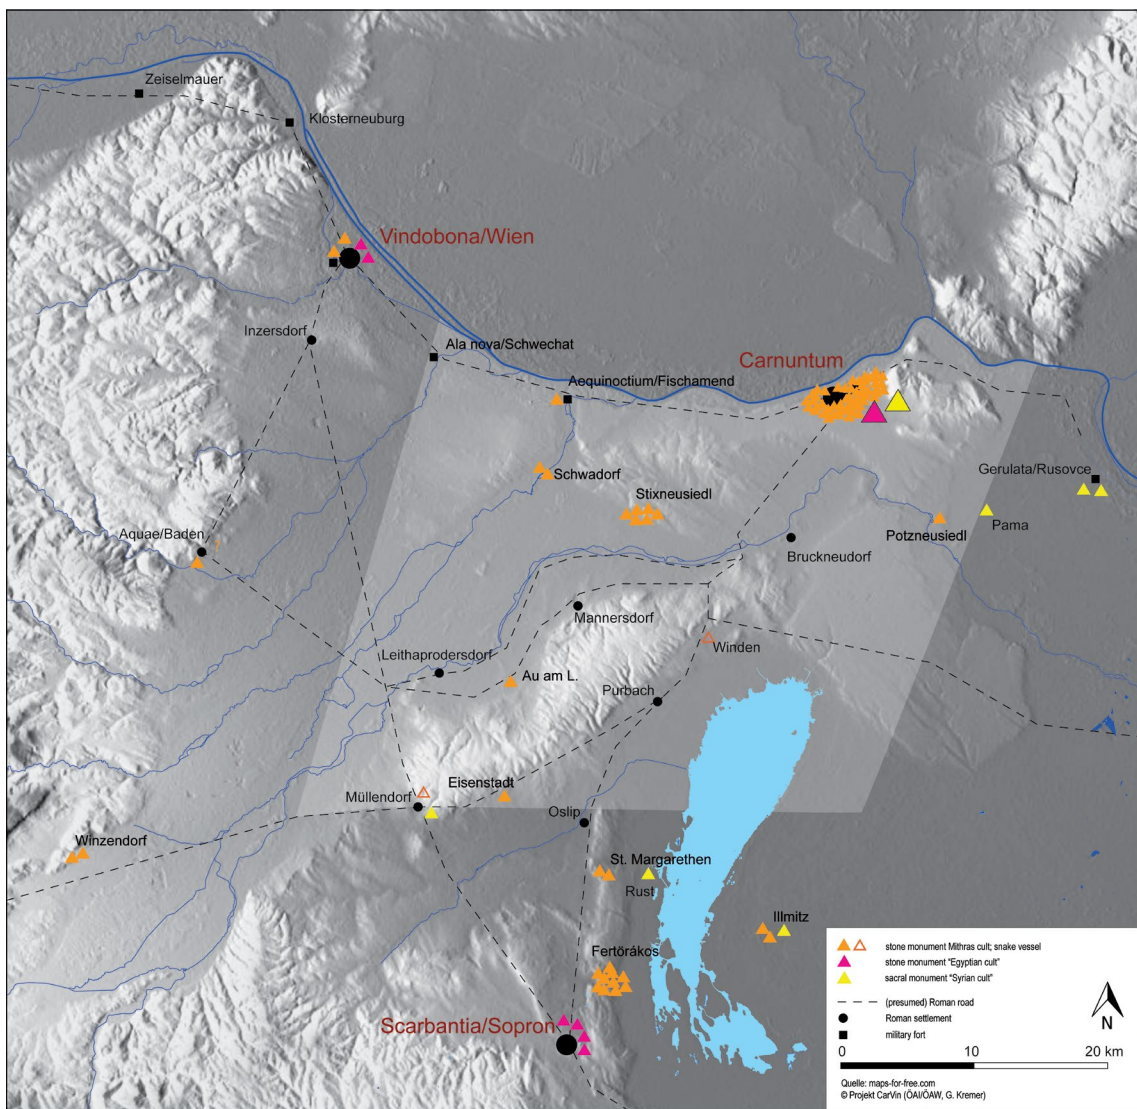 Zeiselmauer
Klosterneuburg
Vindobona/Wien
Inzersdorf
Ala nova/Schwechat
Carnuntum
Aequinoctium/Fischamend
Schwadorf
Gerulata/Rusovce
Stixneusiedl
Pama
Potzneusiedl
Aquae/Baden
Bruckneudorf
Mannersdorf
Winden
Leithaprodersdorf
Au am L.
Purbach
Eisenstadt
Müllendorf
Oslip
Winzendorf
St. Margarethen
Rust
Illmitz
Fertörákos
Scarbantia/Sopron
stone monument Mithras cult; snake vessel
stone monument "Egyptian cult"
sacral monument "Syrian cult"
(presumed) Roman road
Roman settlement
military fort
N
0 10 20 km
Quelle: maps-for-free.com
© Projekt CarVin (ÖAI/ÖAW, G. Kremer)